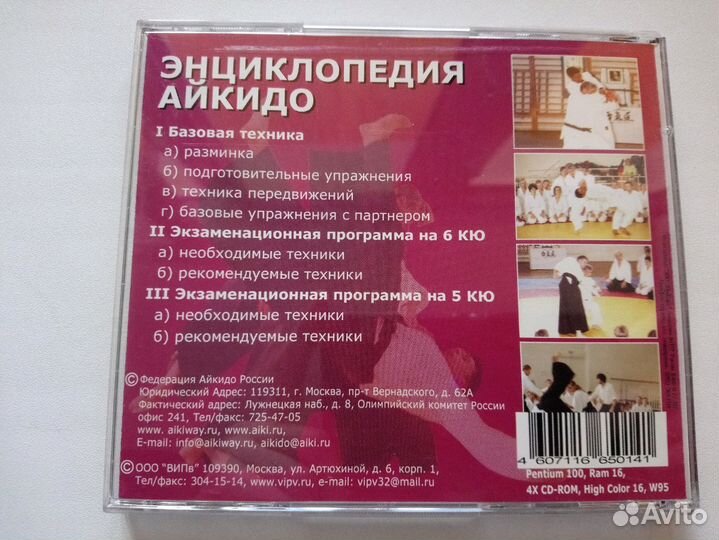 ЭНЦИКЛОПЕДИЯ
АЙКИДО
I Базовая техника
а) разминка
б) подготовительные упражнения
в) техника передвижений
г) базовые упражнения с партнером
II Экзаменационная программа на 6 КЮ
а) необходимые техники
б) рекомендуемые техники
III Экзаменационная программа на 5 КЮ
а) необходимые техники
б) рекомендуемые техники
© Федерация Айкидо России
Юридический Адрес: 119311, г. Москва, пр-т Вернадского, д. 62А
Фактический адрес: Лужнецкая наб., д. 8, Олимпийский комитет России
офис 241, Тел/факс: 725-47-05
www. aikiway.ru, www.aiki.ru,
E-mail: info@aikiway.ru, aikido@aiki.ru
© ООО "ВИПв" 109390, Москва, ул. Артюхиной, д. 6, корп. 1,
Тел/факс: 304-15-14, www.vipv.ru, e-mail: vipv32@mail.ru
4 607116 650141
Pentium 100, Ram 16,
4X CD-ROM, High Color 16, W95
Avito